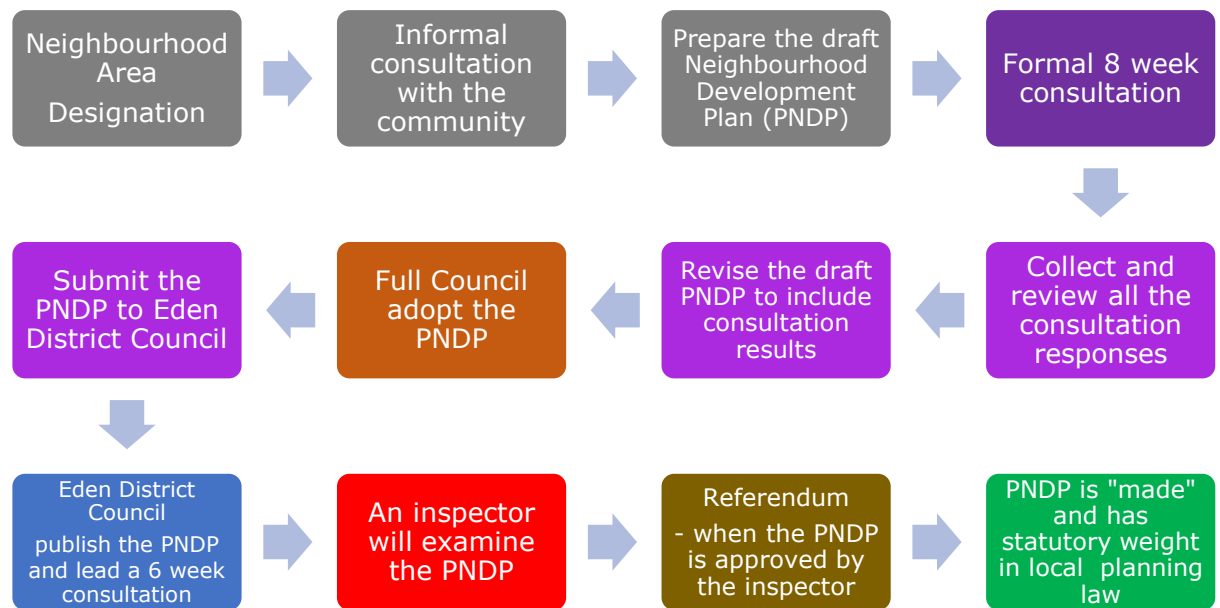 Neighbourhood
Area
Designation
Informal
consultation
with the
community
Prepare the draft
Neighbourhood
Development
Plan (PNDP)
Formal 8 week
consultation
Collect and
review all the
consultation
responses
Revise the draft
PNDP to include
consultation
results
Full Council
adopt the
PNDP
Submit the
PNDP to Eden
District Council
Eden District
Council
publish the PNDP
and lead a 6 week
consultation
An inspector
will examine
the PNDP
Referendum
- when the PNDP
is approved by
the inspector
PNDP is "made"
and has
statutory weight
in local planning
law